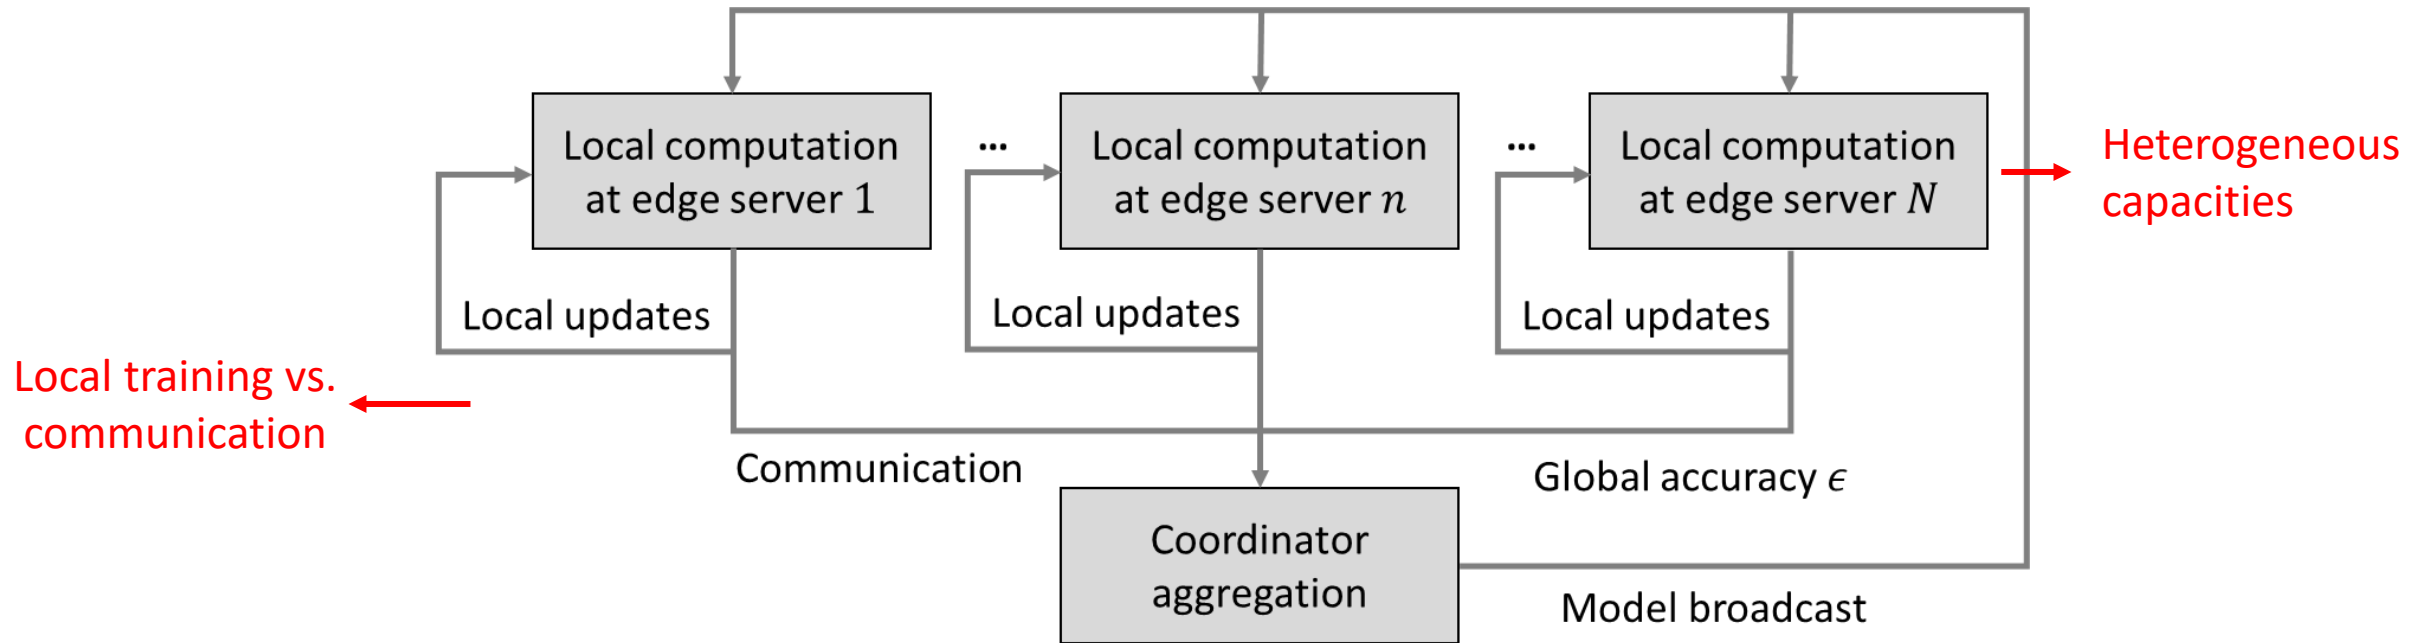 Local computation
at edge server 1
...
Local computation
at edge server n
...
Local computation
at edge server N
Heterogeneous
capacities
Local updates
Local updates
Local updates
Local training vs.
communication
Communication
Global accuracy ϵ
Coordinator
aggregation
Model broadcast